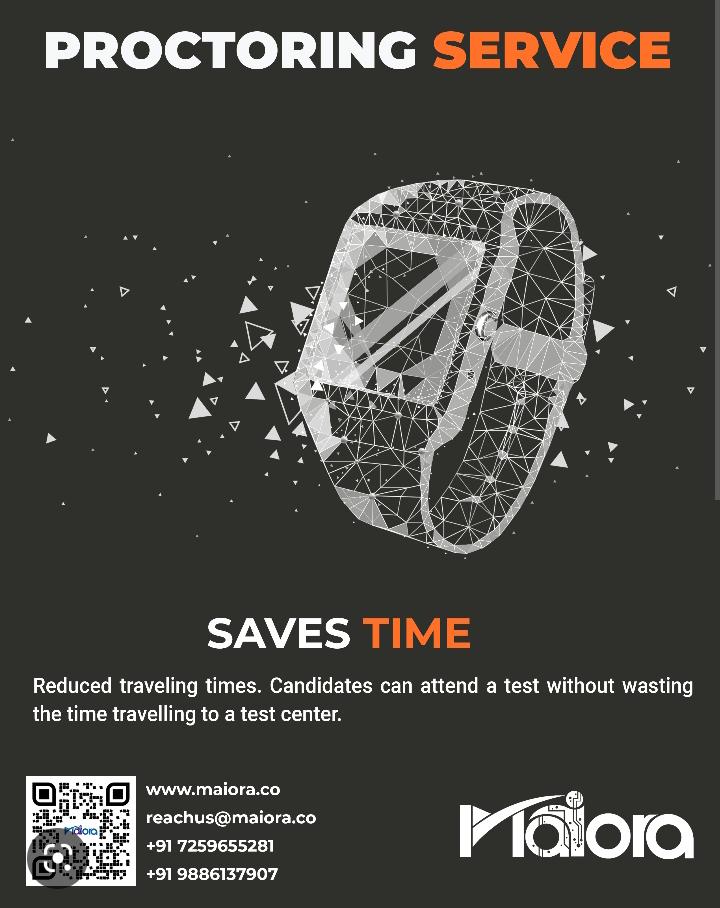 PROCTORING SERVICE
SAVES TIME
Reduced traveling times. Candidates can attend a test without wasting
the time travelling to a test center.
www.maiora.co
reachus@maiora.co
+91 7259655281
+91 9886137907
Maiora
Maiora